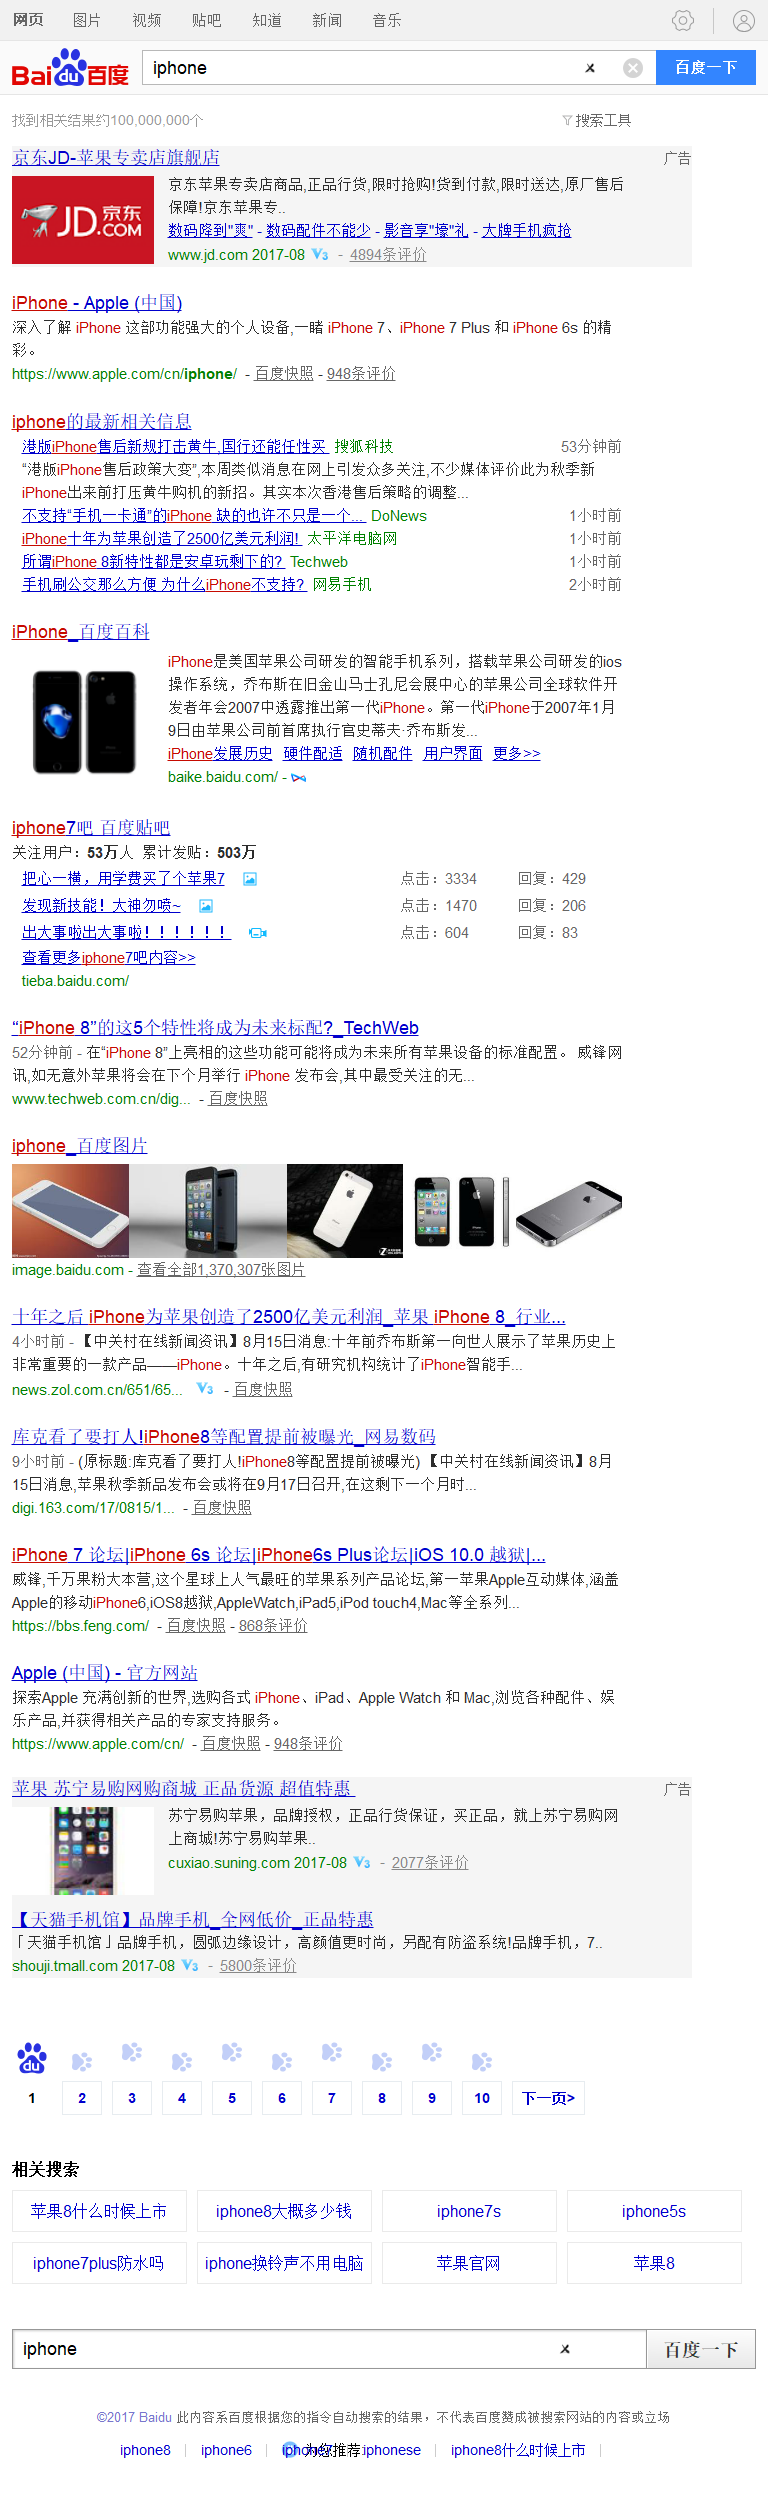 网页 图片 视频 贴吧 知道 新闻 音乐
Bai du 百度 iphone 百度一下
找到相关结果约100,000,000个 搜索工具
京东JD-苹果专卖店旗舰店 广告
JD 京东 .COM
京东苹果专卖店商品,正品行货,限时抢购!货到付款,限时送达,原厂售后
保障!京东苹果专..
数码降到"爽" - 数码配件不能少 - 影音享"壕"礼 - 大牌手机疯抢
www.jd.com 2017-08 V3 - 4894条评价
iPhone - Apple (中国)
深入了解 iPhone 这部功能强大的个人设备,一睹 iPhone 7、iPhone 7 Plus 和 iPhone 6s 的精
彩。
https://www.apple.com/cn/iphone/ - 百度快照 - 948条评价
iphone的最新相关信息
港版iPhone售后新规打击黄牛,国行还能任性买 搜狐科技 53分钟前
“港版iPhone售后政策大变”,本周类似消息在网上引发众多关注,不少媒体评价此为秋季新
iPhone出来前打压黄牛购机的新招。其实本次香港售后策略的调整...
不支持“手机一卡通”的iPhone 缺的也许不只是一个... DoNews 1小时前
iPhone十年为苹果创造了2500亿美元利润! 太平洋电脑网 1小时前
所谓iPhone 8新特性都是安卓玩剩下的? Techweb 1小时前
手机刷公交那么方便 为什么iPhone不支持? 网易手机 2小时前
iPhone_百度百科
iPhone是美国苹果公司研发的智能手机系列，搭载苹果公司研发的ios
操作系统，乔布斯在旧金山马士孔尼会展中心的苹果公司全球软件开
发者年会2007中透露推出第一代iPhone。第一代iPhone于2007年1月
9日由苹果公司前首席执行官史蒂夫·乔布斯发...
iPhone发展历史 硬件配适 随机配件 用户界面 更多>>
baike.baidu.com/ -
iphone7吧 百度贴吧
关注用户：53万人 累计发贴：503万
把心一横，用学费买了个苹果7 点击：3334 回复：429
发现新技能！大神勿喷~ 点击：1470 回复：206
出大事啦出大事啦！！！！！！ 点击：604 回复：83
查看更多iphone7吧内容>>
tieba.baidu.com/
“iPhone 8”的这5个特性将成为未来标配?_TechWeb
52分钟前 - 在“iPhone 8”上亮相的这些功能可能将成为未来所有苹果设备的标准配置。 威锋网
讯,如无意外苹果将会在下个月举行 iPhone 发布会,其中最受关注的无...
www.techweb.com.cn/dig... - 百度快照
iphone_百度图片
image.baidu.com - 查看全部1,370,307张图片
十年之后 iPhone为苹果创造了2500亿美元利润_苹果 iPhone 8_行业...
4小时前 - 【中关村在线新闻资讯】8月15日消息:十年前乔布斯第一向世人展示了苹果历史上
非常重要的一款产品——iPhone。十年之后,有研究机构统计了iPhone智能手...
news.zol.com.cn/651/65... V3 - 百度快照
库克看了要打人!iPhone8等配置提前被曝光_网易数码
9小时前 - (原标题:库克看了要打人!iPhone8等配置提前被曝光) 【中关村在线新闻资讯】8月
15日消息,苹果秋季新品发布会或将在9月17日召开,在这剩下一个月时...
digi.163.com/17/0815/1... - 百度快照
iPhone 7 论坛|iPhone 6s 论坛|iPhone6s Plus论坛|iOS 10.0 越狱|...
威锋,千万果粉大本营,这个星球上人气最旺的苹果系列产品论坛,第一苹果Apple互动媒体,涵盖
Apple的移动iPhone6,iOS8越狱,AppleWatch,iPad5,iPod touch4,Mac等全系列...
https://bbs.feng.com/ - 百度快照 - 868条评价
Apple (中国) - 官方网站
探索Apple 充满创新的世界,选购各式 iPhone、iPad、Apple Watch 和 Mac,浏览各种配件、娱
乐产品,并获得相关产品的专家支持服务。
https://www.apple.com/cn/ - 百度快照 - 948条评价
苹果 苏宁易购网购商城 正品货源 超值特惠 广告
苏宁易购苹果，品牌授权，正品行货保证，买正品，就上苏宁易购网
上商城!苏宁易购苹果..
cuxiao.suning.com 2017-08 V3 - 2077条评价
【天猫手机馆】品牌手机_全网低价_正品特惠
「天猫手机馆」品牌手机，圆弧边缘设计，高颜值更时尚，另配有防盗系统!品牌手机，7..
shouji.tmall.com 2017-08 V3 - 5800条评价
du
1 2 3 4 5 6 7 8 9 10 下一页>
相关搜索
苹果8什么时候上市 iphone8大概多少钱 iphone7s iphone5s
iphone7plus防水吗 iphone换铃声不用电脑 苹果官网 苹果8
iphone 百度一下
©2017 Baidu 此内容系百度根据您的指令自动搜索的结果，不代表百度赞成被搜索网站的内容或立场
iphone8 iphone6 为您推荐: iphonese iphone8什么时候上市